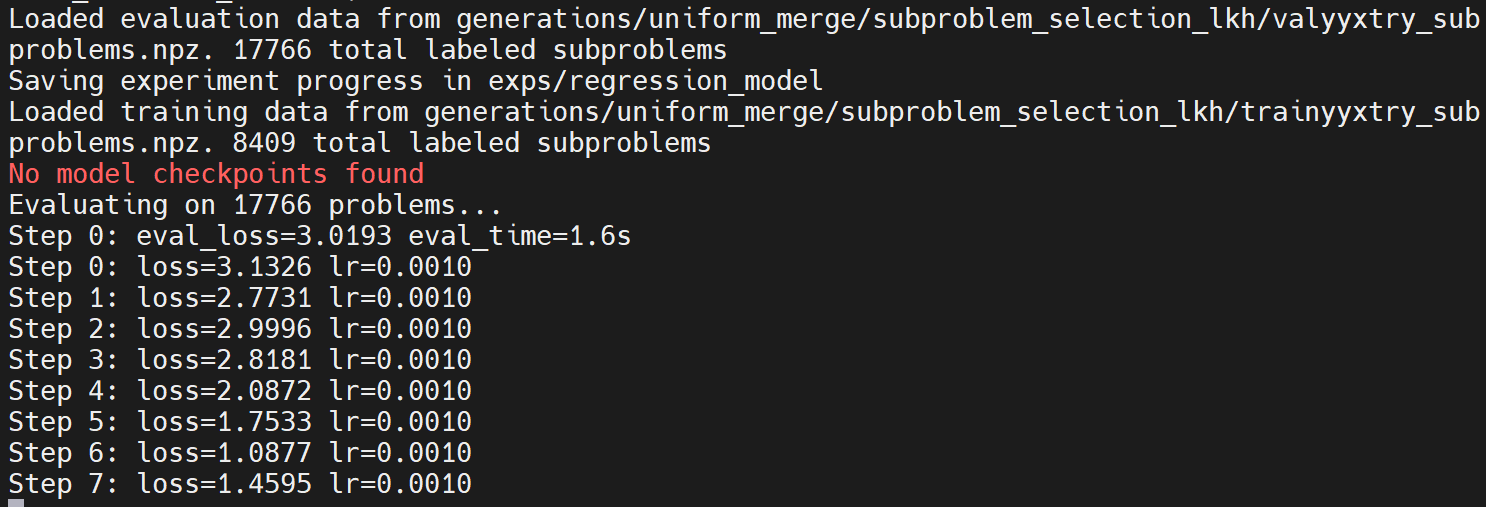 Loaded evaluation data from generations/uniform_merge/subproblem_selection_lkh/valyyxtry_sub
problems.npz. 17766 total labeled subproblems
Saving experiment progress in exps/regression_model
Loaded training data from generations/uniform_merge/subproblem_selection_lkh/trainyyxtry_sub
problems.npz. 8409 total labeled subproblems
No model checkpoints found
Evaluating on 17766 problems...
Step 0: eval_loss=3.0193 eval_time=1.6s
Step 0: loss=3.1326 lr=0.0010
Step 1: loss=2.7731 lr=0.0010
Step 2: loss=2.9996 lr=0.0010
Step 3: loss=2.8181 lr=0.0010
Step 4: loss=2.0872 lr=0.0010
Step 5: loss=1.7533 lr=0.0010
Step 6: loss=1.0877 lr=0.0010
Step 7: loss=1.4595 lr=0.0010